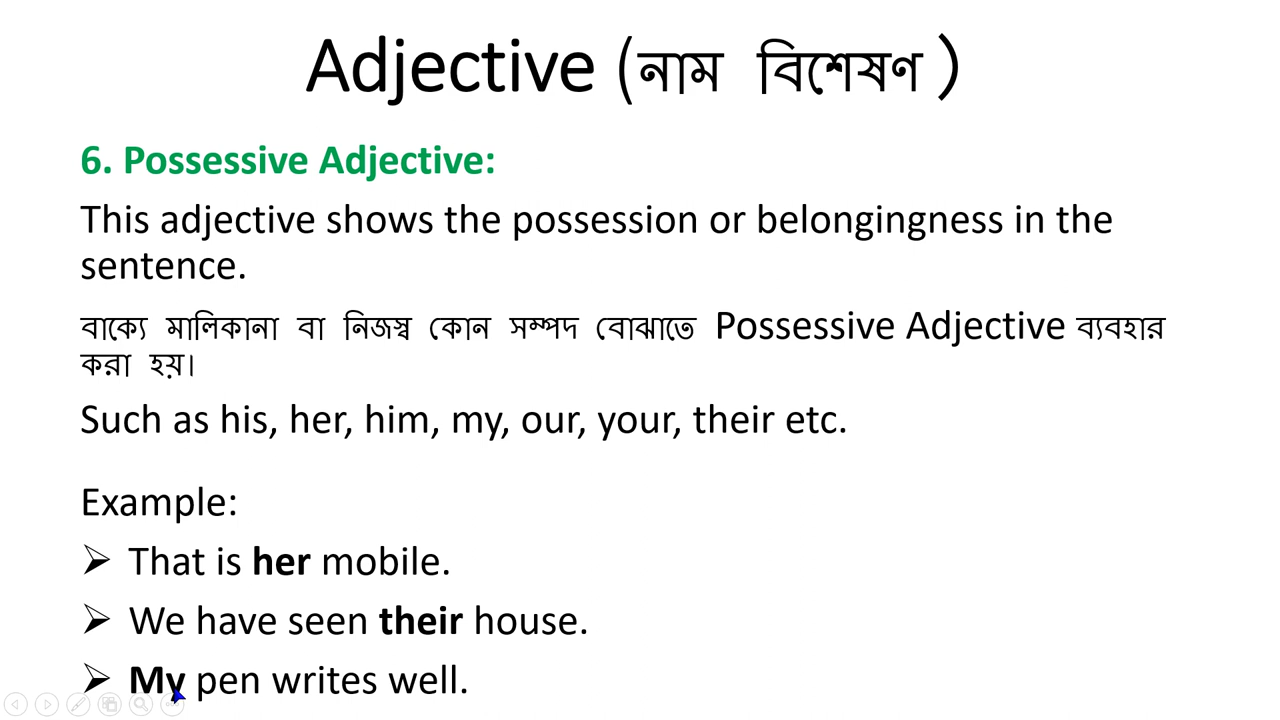 Adjective (নাম বিশেষণ )
6. Possessive Adjective:
This adjective shows the possession or belongingness in the
sentence.
বাক্যে মালিকানা বা নিজস্ব কোন সম্পদ বোঝাতে Possessive Adjective ব্যবহার
করা হয়।
Such as his, her, him, my, our, your, their etc.
Example:
➢ That is her mobile.
➢ We have seen their house.
➢ My pen writes well.